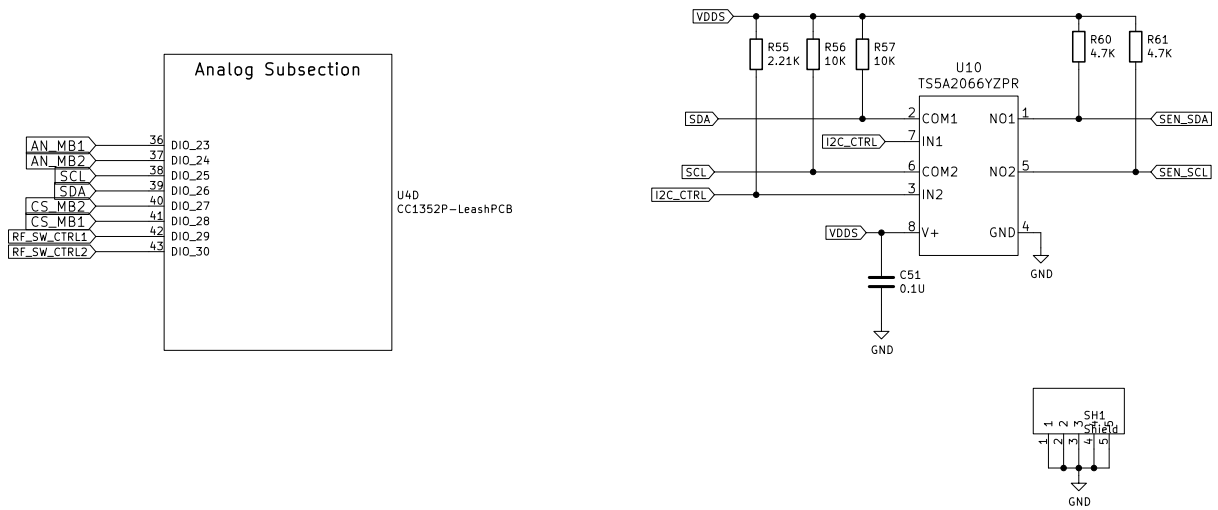 Analog Subsection
AN_MB1 36 DIO_23
AN_MB2 37 DIO_24
SCL 38 DIO_25
SDA 39 DIO_26
CS_MB2 40 DIO_27
CS_MB1 41 DIO_28
RF_SW_CTRL1 42 DIO_29
RF_SW_CTRL2 43 DIO_30
U4D
CC1352P-LeashPCB
VDDS
R55
2.21K
R56
10K
R57
10K
R60
4.7K
R61
4.7K
U10
TS5A2066YZPR
SDA 2 COM1 NO1 1 SEN_SDA
I2C_CTRL 7 IN1
SCL 6 COM2 NO2 5 SEN_SCL
I2C_CTRL 3 IN2
VDDS 8 V+ GND 4
GND
C51
0.1U
GND
SH1
Shield
1 2 3 4 5
1 2 3 4 5
GND